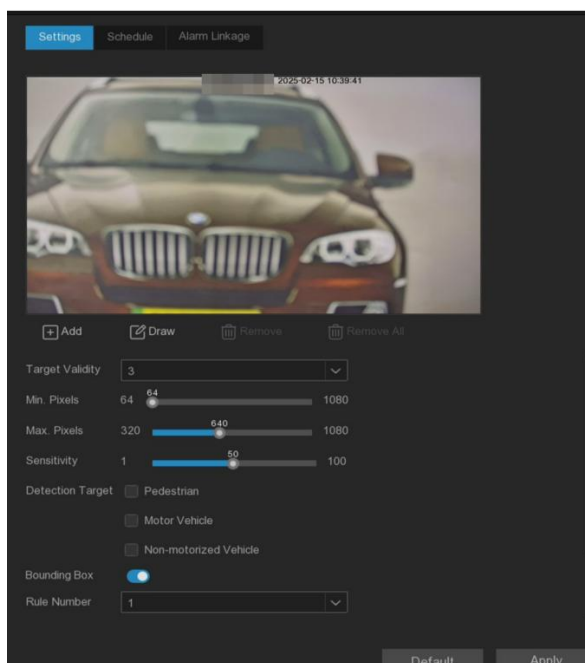 Settings Schedule Alarm Linkage
2025-02-15 10:39:41
Add Draw Remove Remove All
Target Validity 3
64
Min. Pixels 64 1080
640
Max. Pixels 320 1080
50
Sensitivity 1 100
Detection Target Pedestrian
Motor Vehicle
Non-motorized Vehicle
Bounding Box
Rule Number 1
Default Apply